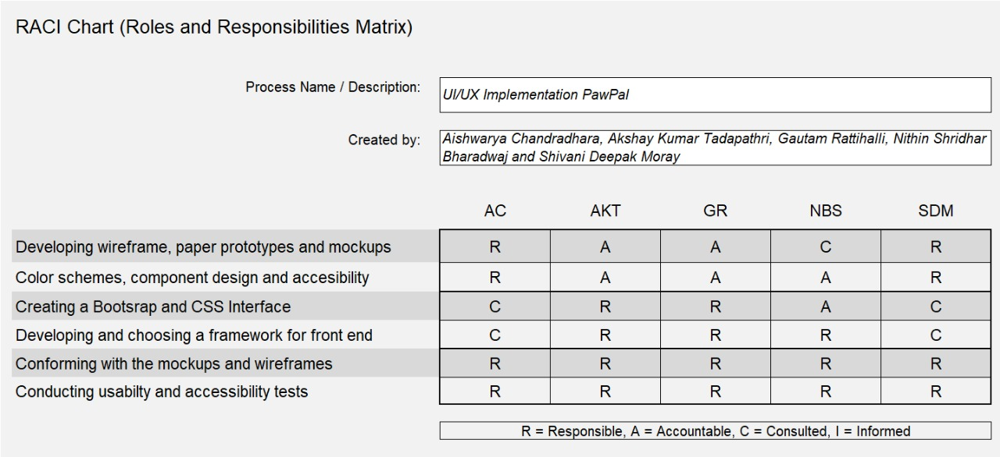 RACI Chart (Roles and Responsibilities Matrix)
Process Name / Description:
UI/UX Implementation PawPal
Created by:
Aishwarya Chandradhara, Akshay Kumar Tadapathri, Gautam Rattihalli, Nithin Shridhar
Bharadwaj and Shivani Deepak Moray
AC AKT GR NBS SDM
Developing wireframe, paper prototypes and mockups R A A C R
Color schemes, component design and accesibility R A A A R
Creating a Bootsrap and CSS Interface C R R A C
Developing and choosing a framework for front end C R R R C
Conforming with the mockups and wireframes R R R R R
Conducting usabilty and accessibility tests R R R R R
R = Responsible, A = Accountable, C = Consulted, I = Informed